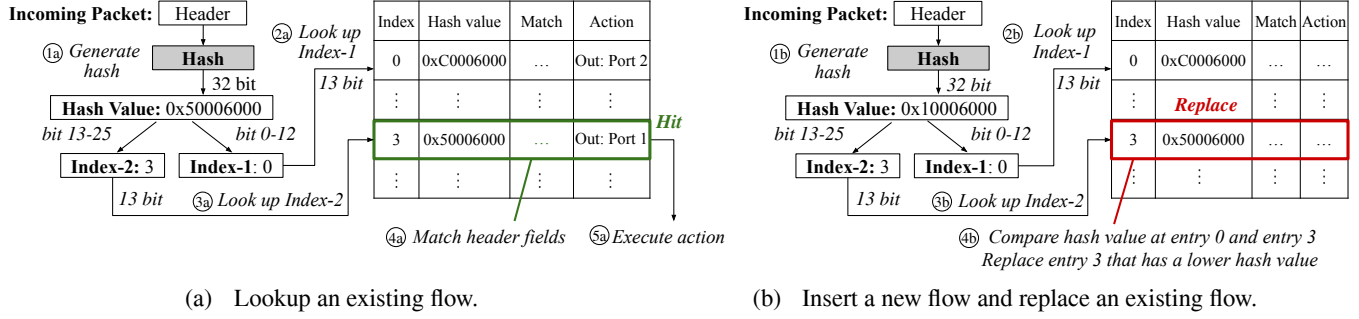 Incoming Packet: Header
1a Generate hash
Hash
32 bit
Hash Value: 0x50006000
bit 13-25
bit 0-12
Index-2: 3
Index-1: 0
13 bit
2a Look up Index-1
13 bit
3a Look up Index-2
Index Hash value Match Action
0 0xC0006000 … Out: Port 2
⋮ ⋮ ⋮ ⋮
Hit
3 0x50006000 … Out: Port 1
⋮ ⋮ ⋮ ⋮
4a Match header fields
5a Execute action
(a) Lookup an existing flow.
Incoming Packet: Header
1b Generate hash
Hash
32 bit
Hash Value: 0x10006000
bit 13-25
bit 0-12
Index-2: 3
Index-1: 0
13 bit
2b Look up Index-1
13 bit
3b Look up Index-2
Index Hash value Match Action
0 0xC0006000 … …
⋮ ⋮ ⋮ ⋮
Replace
3 0x50006000 … …
⋮ ⋮ ⋮ ⋮
4b Compare hash value at entry 0 and entry 3
Replace entry 3 that has a lower hash value
(b) Insert a new flow and replace an existing flow.